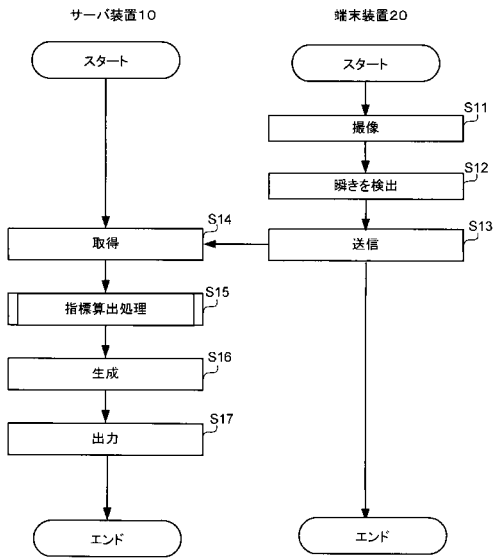 サーバ装置10
端末装置20
スタート
スタート
S11
撮像
S12
瞬きを検出
S13
送信
S14
取得
S15
指標算出処理
S16
生成
S17
出力
エンド
エンド